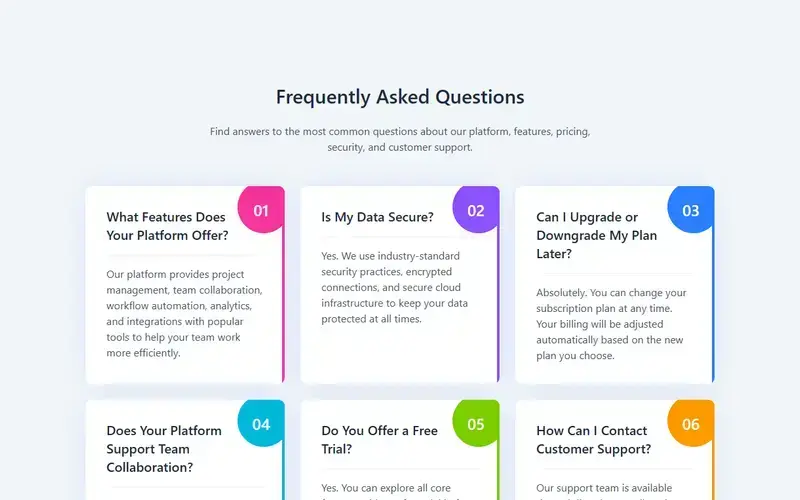 Frequently Asked Questions
Find answers to the most common questions about our platform, features, pricing,
security, and customer support.
01
What Features Does
Your Platform Offer?
Our platform provides project
management, team collaboration,
workflow automation, analytics,
and integrations with popular
tools to help your team work
more efficiently.
02
Is My Data Secure?
Yes. We use industry-standard
security practices, encrypted
connections, and secure cloud
infrastructure to keep your data
protected at all times.
03
Can I Upgrade or
Downgrade My Plan
Later?
Absolutely. You can change your
subscription plan at any time.
Your billing will be adjusted
automatically based on the new
plan you choose.
04
Does Your Platform
Support Team
Collaboration?
05
Do You Offer a Free
Trial?
Yes. You can explore all core
06
How Can I Contact
Customer Support?
Our support team is available